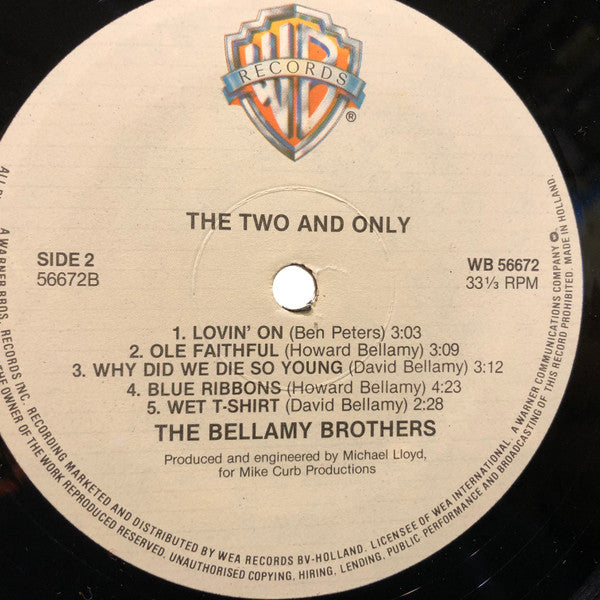 WB
RECORDS
®
THE TWO AND ONLY
SIDE 2
56672B
WB 56672
33⅓ RPM
1. LOVIN' ON (Ben Peters) 3:03
2. OLE FAITHFUL (Howard Bellamy) 3:09
3. WHY DID WE DIE SO YOUNG (David Bellamy) 3:12
4. BLUE RIBBONS (Howard Bellamy) 4:23
5. WET T-SHIRT (David Bellamy) 2:28
THE BELLAMY BROTHERS
Produced and engineered by Michael Lloyd,
for Mike Curb Productions
A WARNER BROS. RECORDS INC. RECORDING MARKETED AND DISTRIBUTED BY WEA RECORDS BV-HOLLAND. LICENSEE OF WEA INTERNATIONAL. A WARNER COMMUNICATIONS COMPANY. MADE IN HOLLAND.
THE OWNER OF THE WORK REPRODUCED RESERVED. UNAUTHORISED COPYING, HIRING, LENDING, PUBLIC PERFORMANCE AND BROADCASTING OF THIS RECORD PROHIBITED.